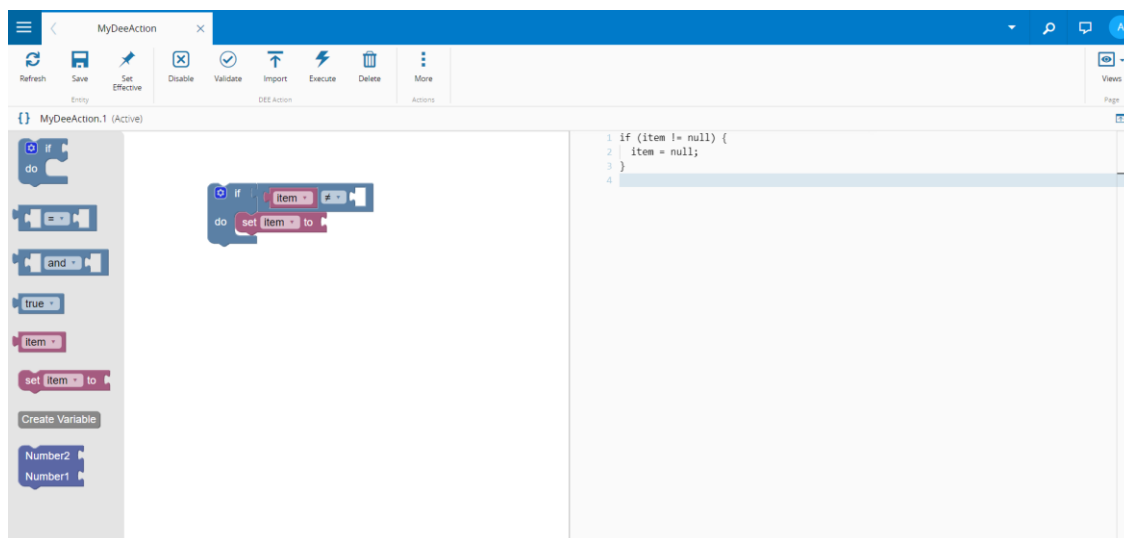 MyDeeAction
A
Refresh
Save
Set Effective
Disable
Validate
Import
Execute
Delete
More
Views
Entity
DEE Action
Actions
Page
{ } MyDeeAction.1 (Active)
if
do
=
and
true
item
set item to
Create Variable
Number2
Number1
if item ≠
do set item to
1 if (item != null) {
2 item = null;
3 }
4